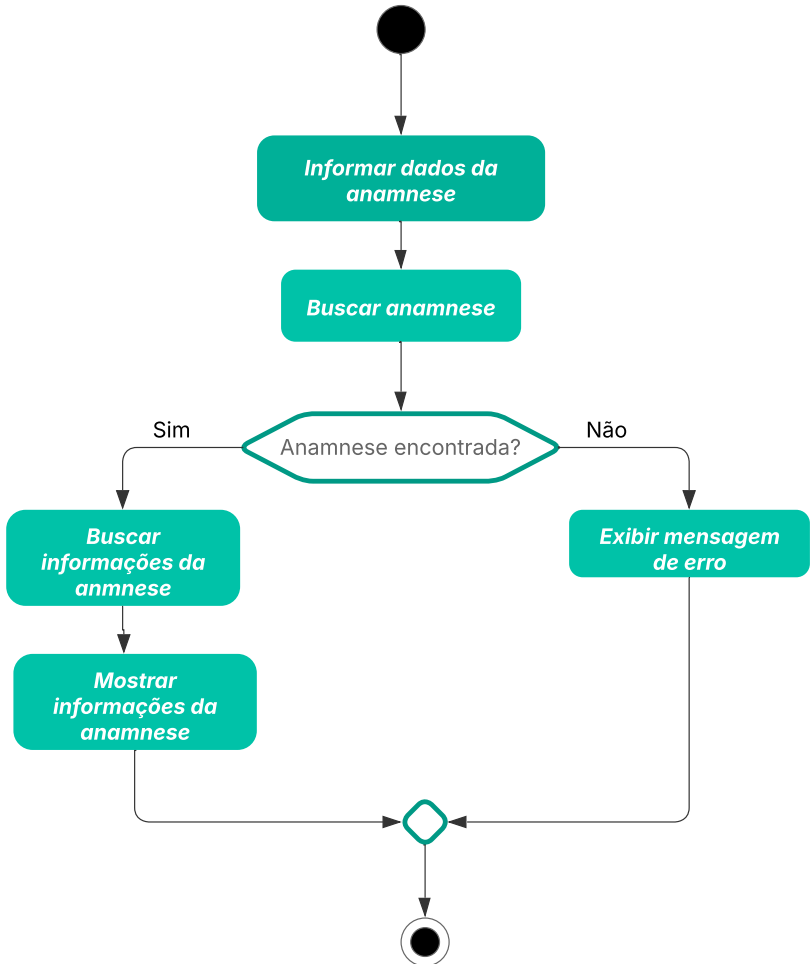 Informar dados da
anamnese
Buscar anamnese
Sim
Anamnese encontrada?
Não
Buscar
informações da
anmnese
Exibir mensagem
de erro
Mostrar
informações da
anamnese